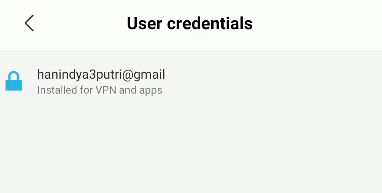 User credentials
hanindya3putri@gmail
Installed for VPN and apps